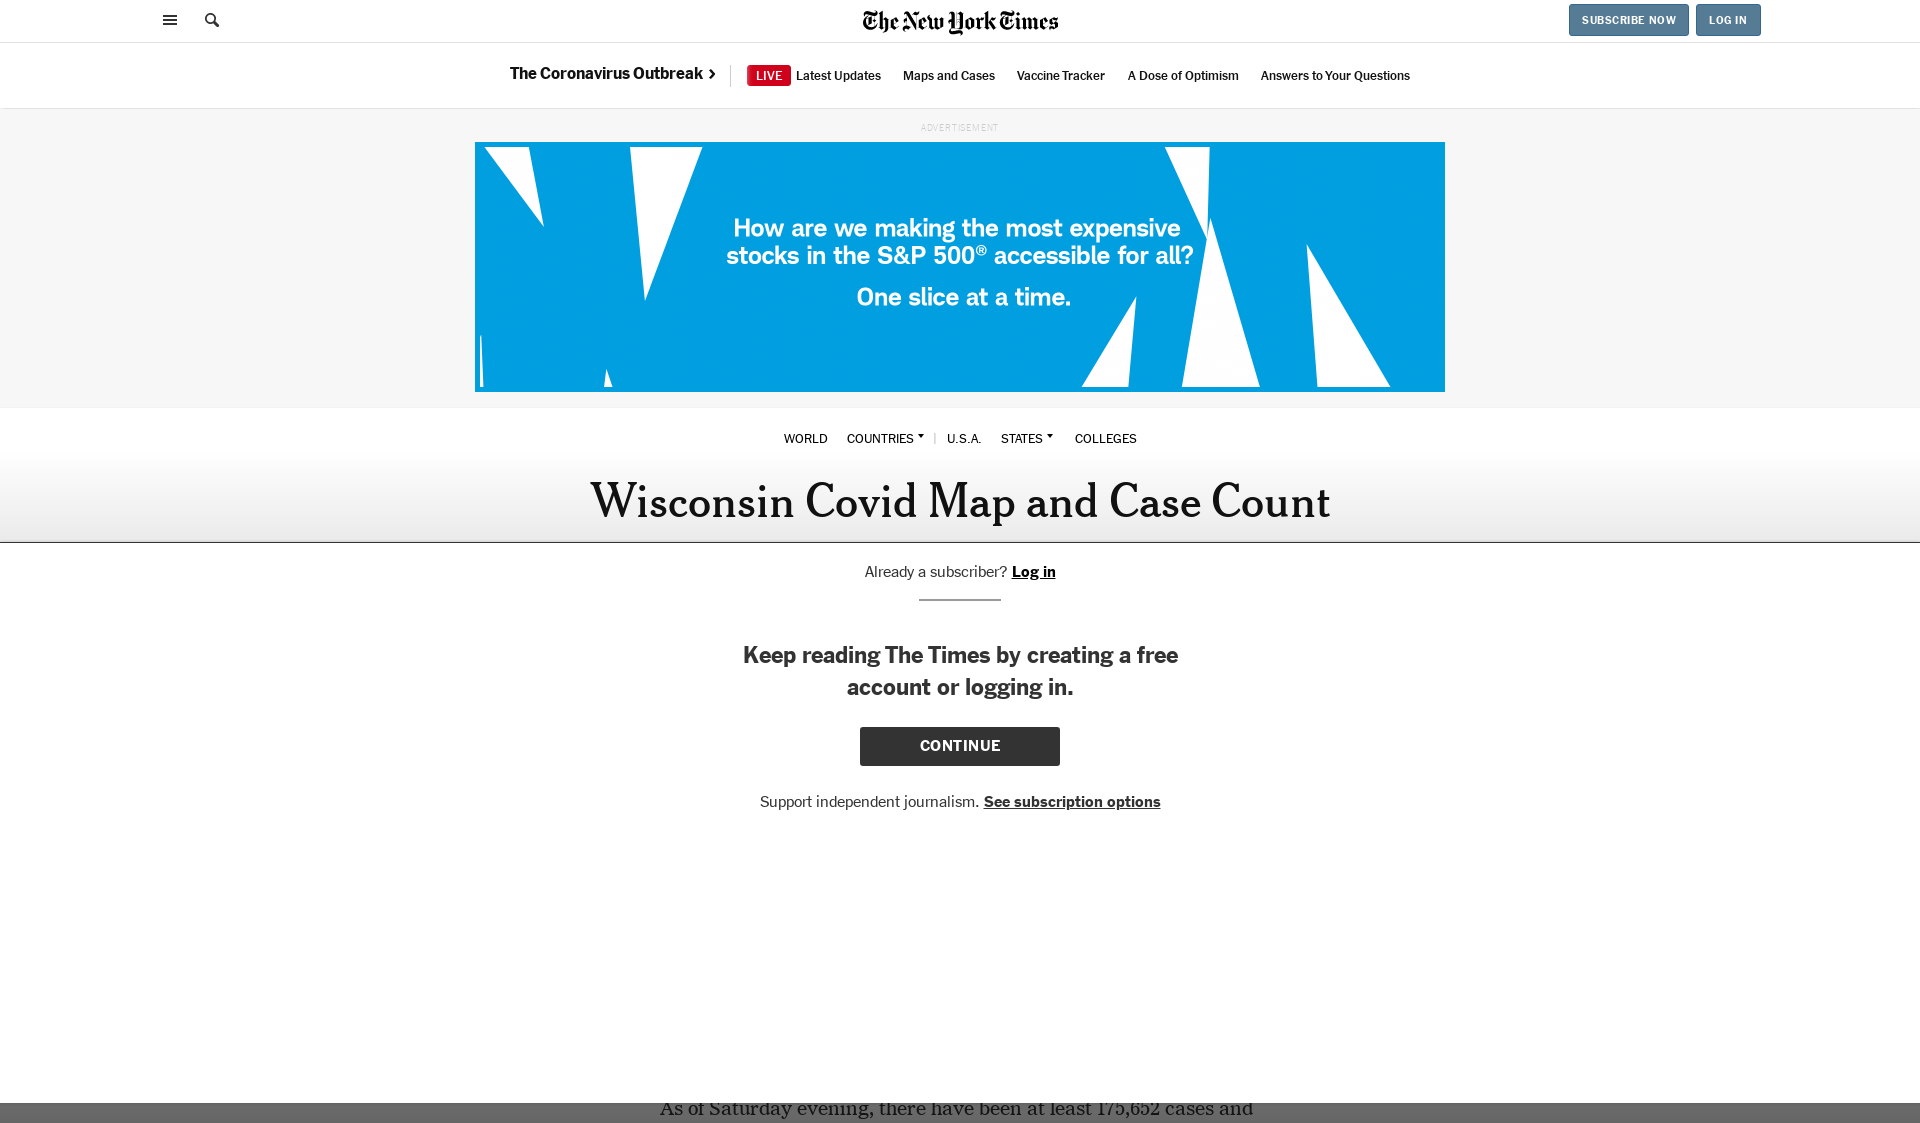 The New York Times
SUBSCRIBE NOW
LOG IN
The Coronavirus Outbreak
LIVE Latest Updates
Maps and Cases
Vaccine Tracker
A Dose of Optimism
Answers to Your Questions
ADVERTISEMENT
How are we making the most expensive
stocks in the S&P 500® accessible for all?
One slice at a time.
WORLD COUNTRIES | U.S.A. STATES COLLEGES
Wisconsin Covid Map and Case Count
Already a subscriber? Log in
Keep reading The Times by creating a free
account or logging in.
CONTINUE
Support independent journalism. See subscription options
As of Saturday evening, there have been at least 175,652 cases and